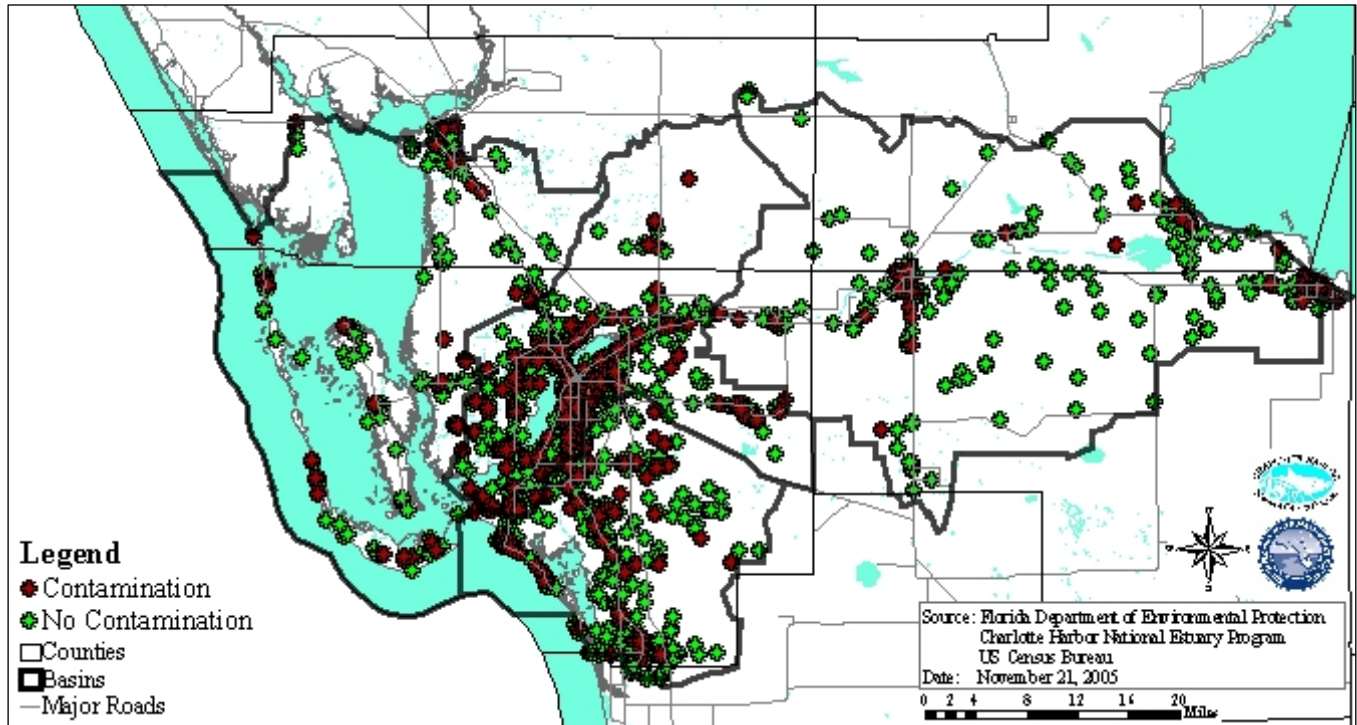 Legend
Contamination
No Contamination
Counties
Basins
Major Roads
Source: Florida Department of Environmental Protection
Charlotte Harbor National Estuary Program
US Census Bureau
Date: November 21, 2005
0 2 4 8 12 16 20
Miles